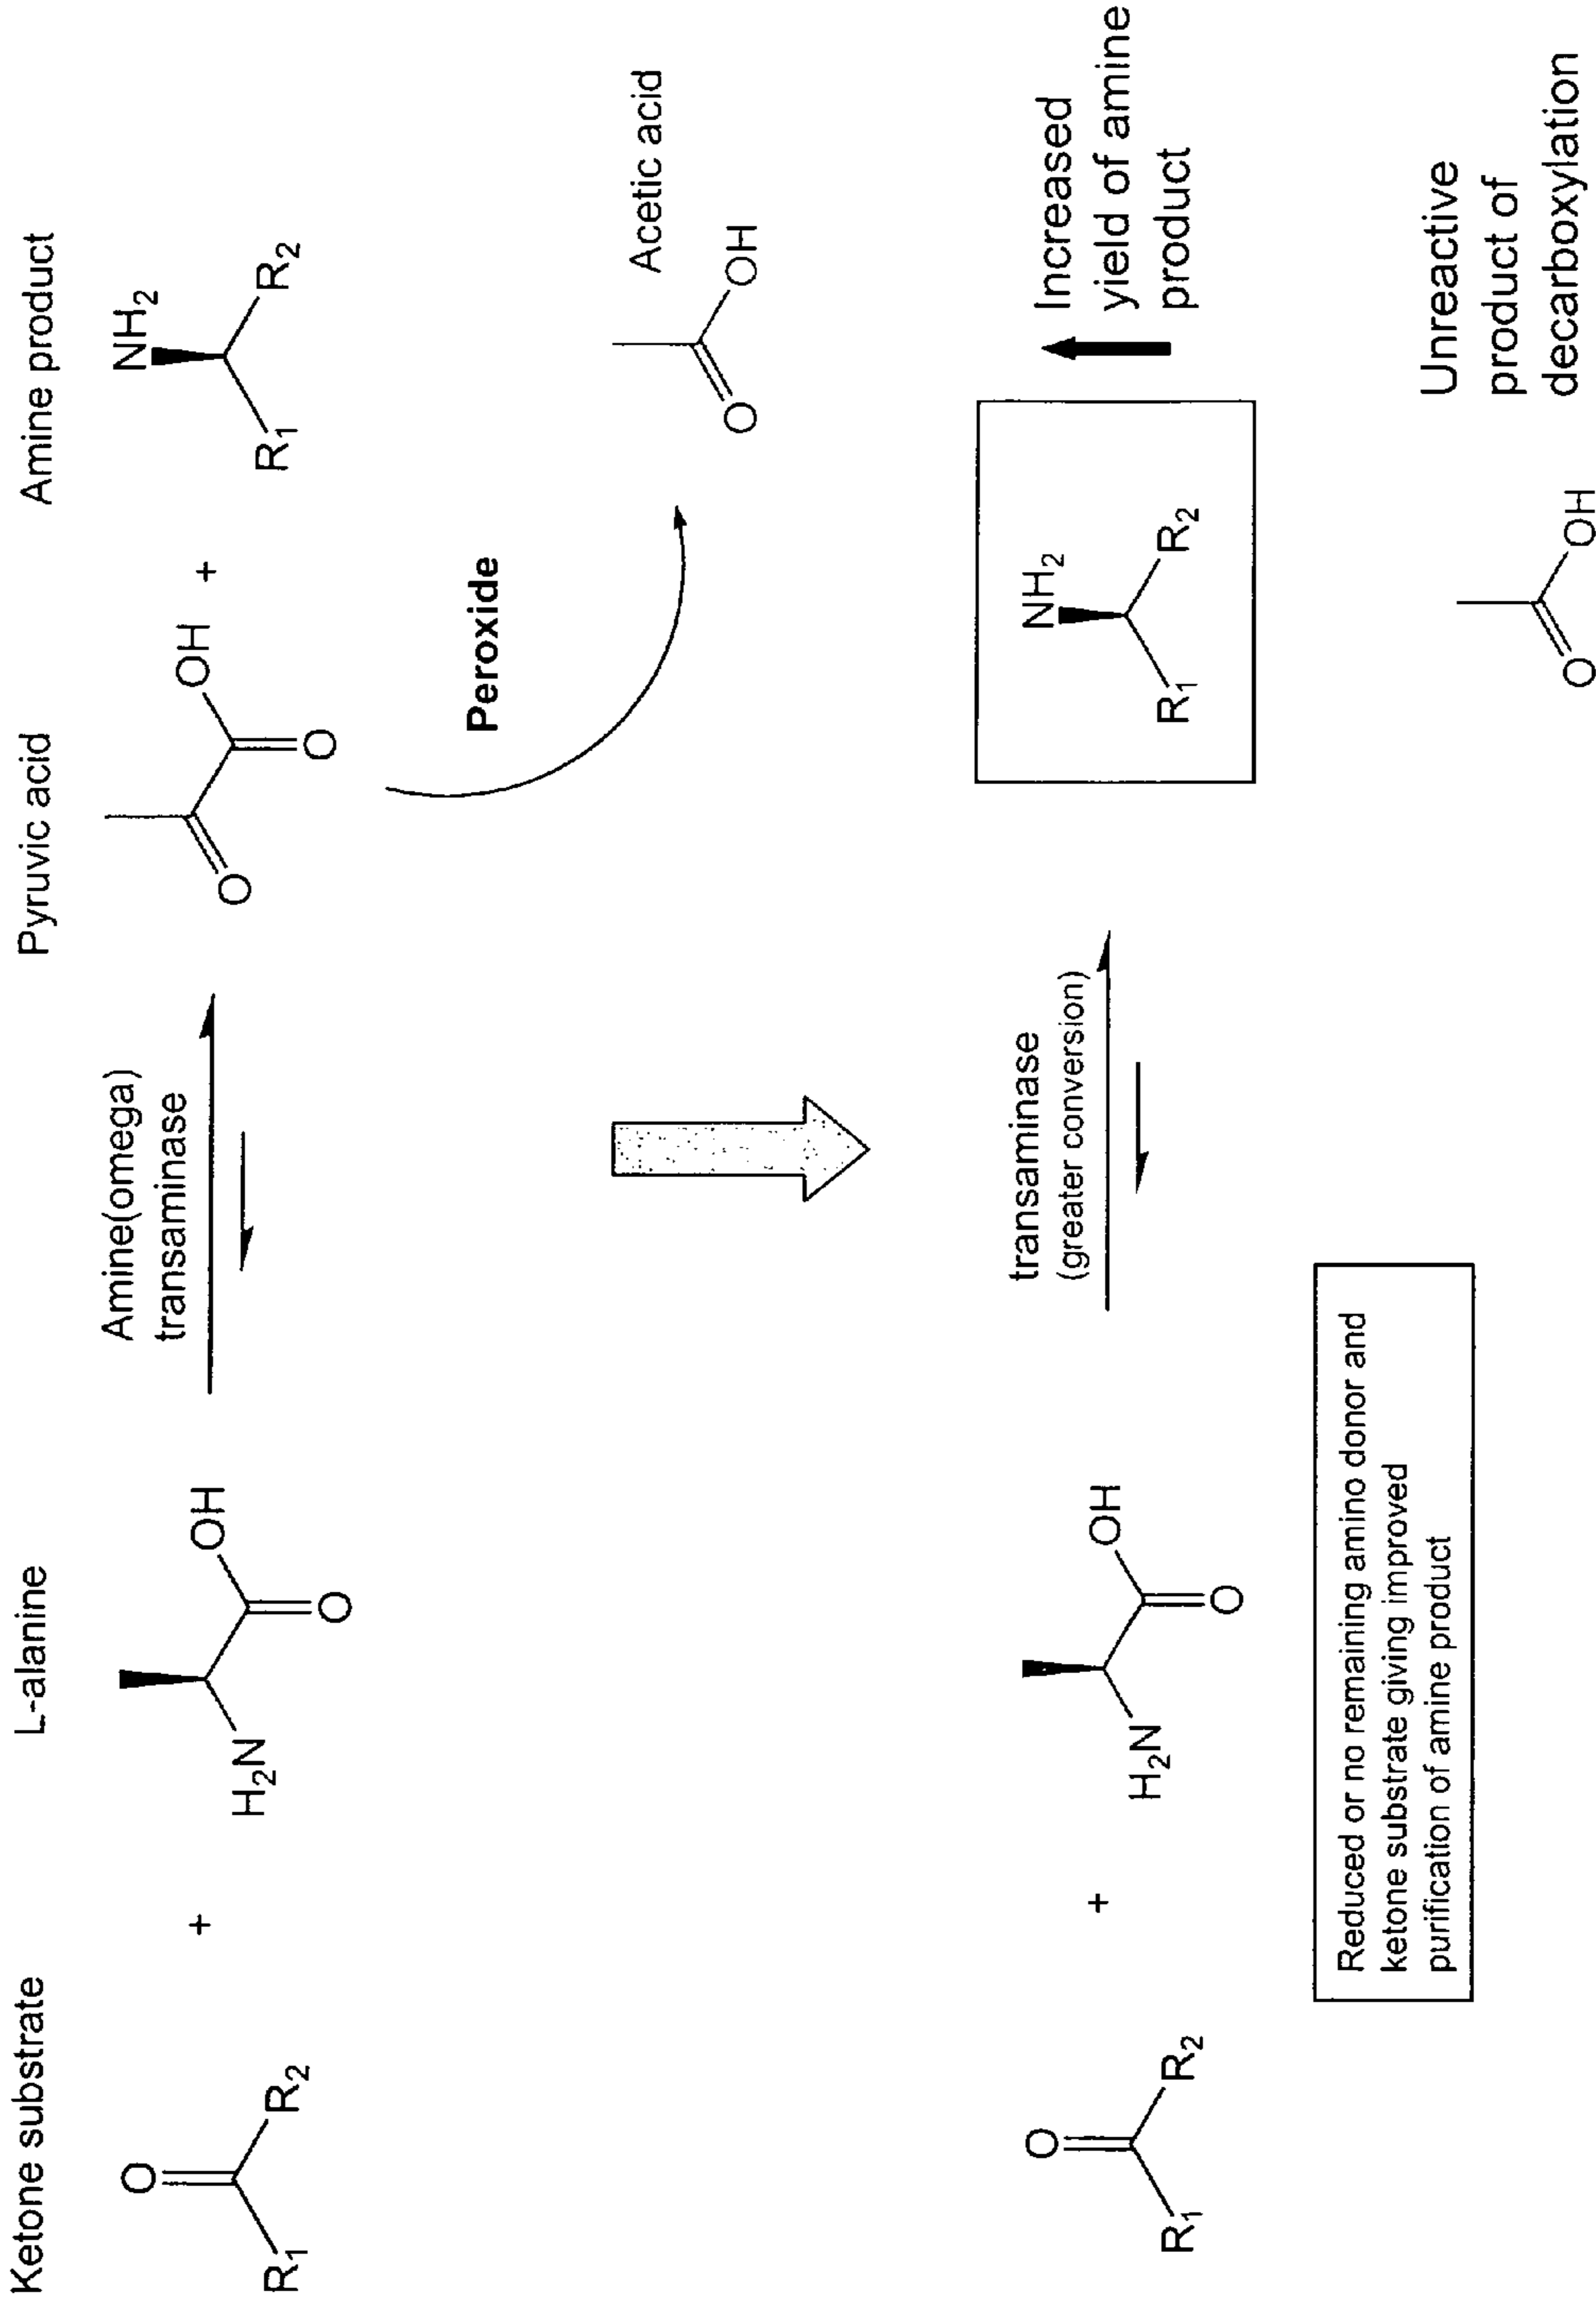 Ketone substrate
L-alanine
Pyruvic acid
Amine product
O
R1
R2
+
H2N
OH
O
Amine(omega)
transaminase
O
OH
O
+
NH2
R1
R2
Peroxide
Acetic acid
O
OH
O
R1
R2
+
H2N
OH
O
transaminase
(greater conversion)
NH2
R1
R2
Increased
yield of amine
product
Reduced or no remaining amino donor and
ketone substrate giving improved
purification of amine product
O
OH
Unreactive
product of
decarboxylation